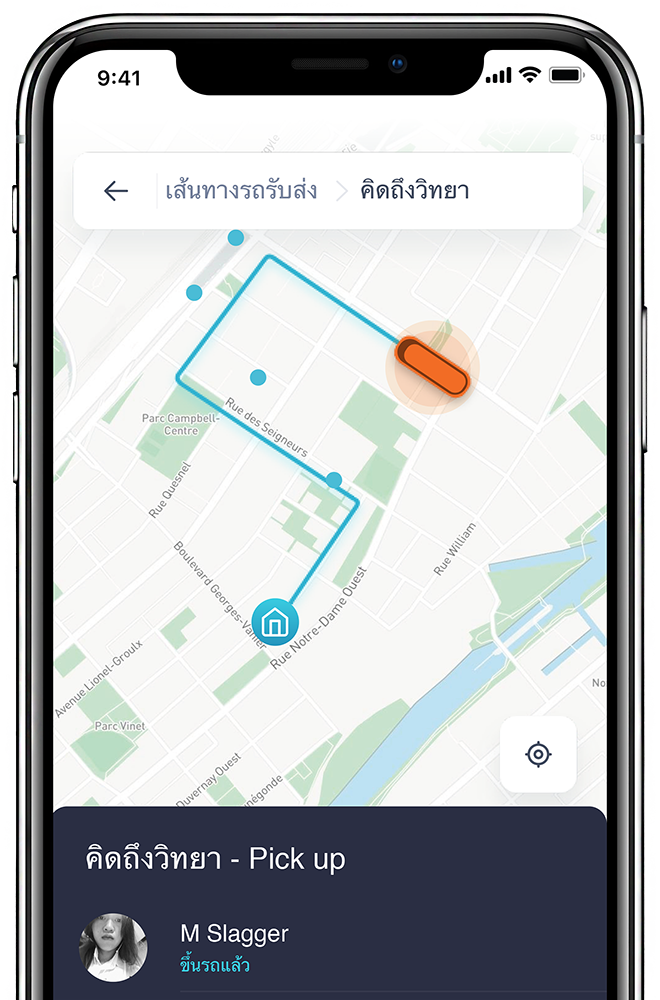 9:41
เส้นทางรถรับส่ง
คิดถึงวิทยา
Parc Campbell-
Centre
Rue des Seigneurs
Rue Quesnel
Rue William
Boulevard Georges-Vanier
Rue Notre-Dame Ouest
Avenue Lionel-Groulx
No
Parc Vinet
Duvernay Ouest
คิดถึงวิทยา - Pick up
M Slagger
ขึ้นรถแล้ว